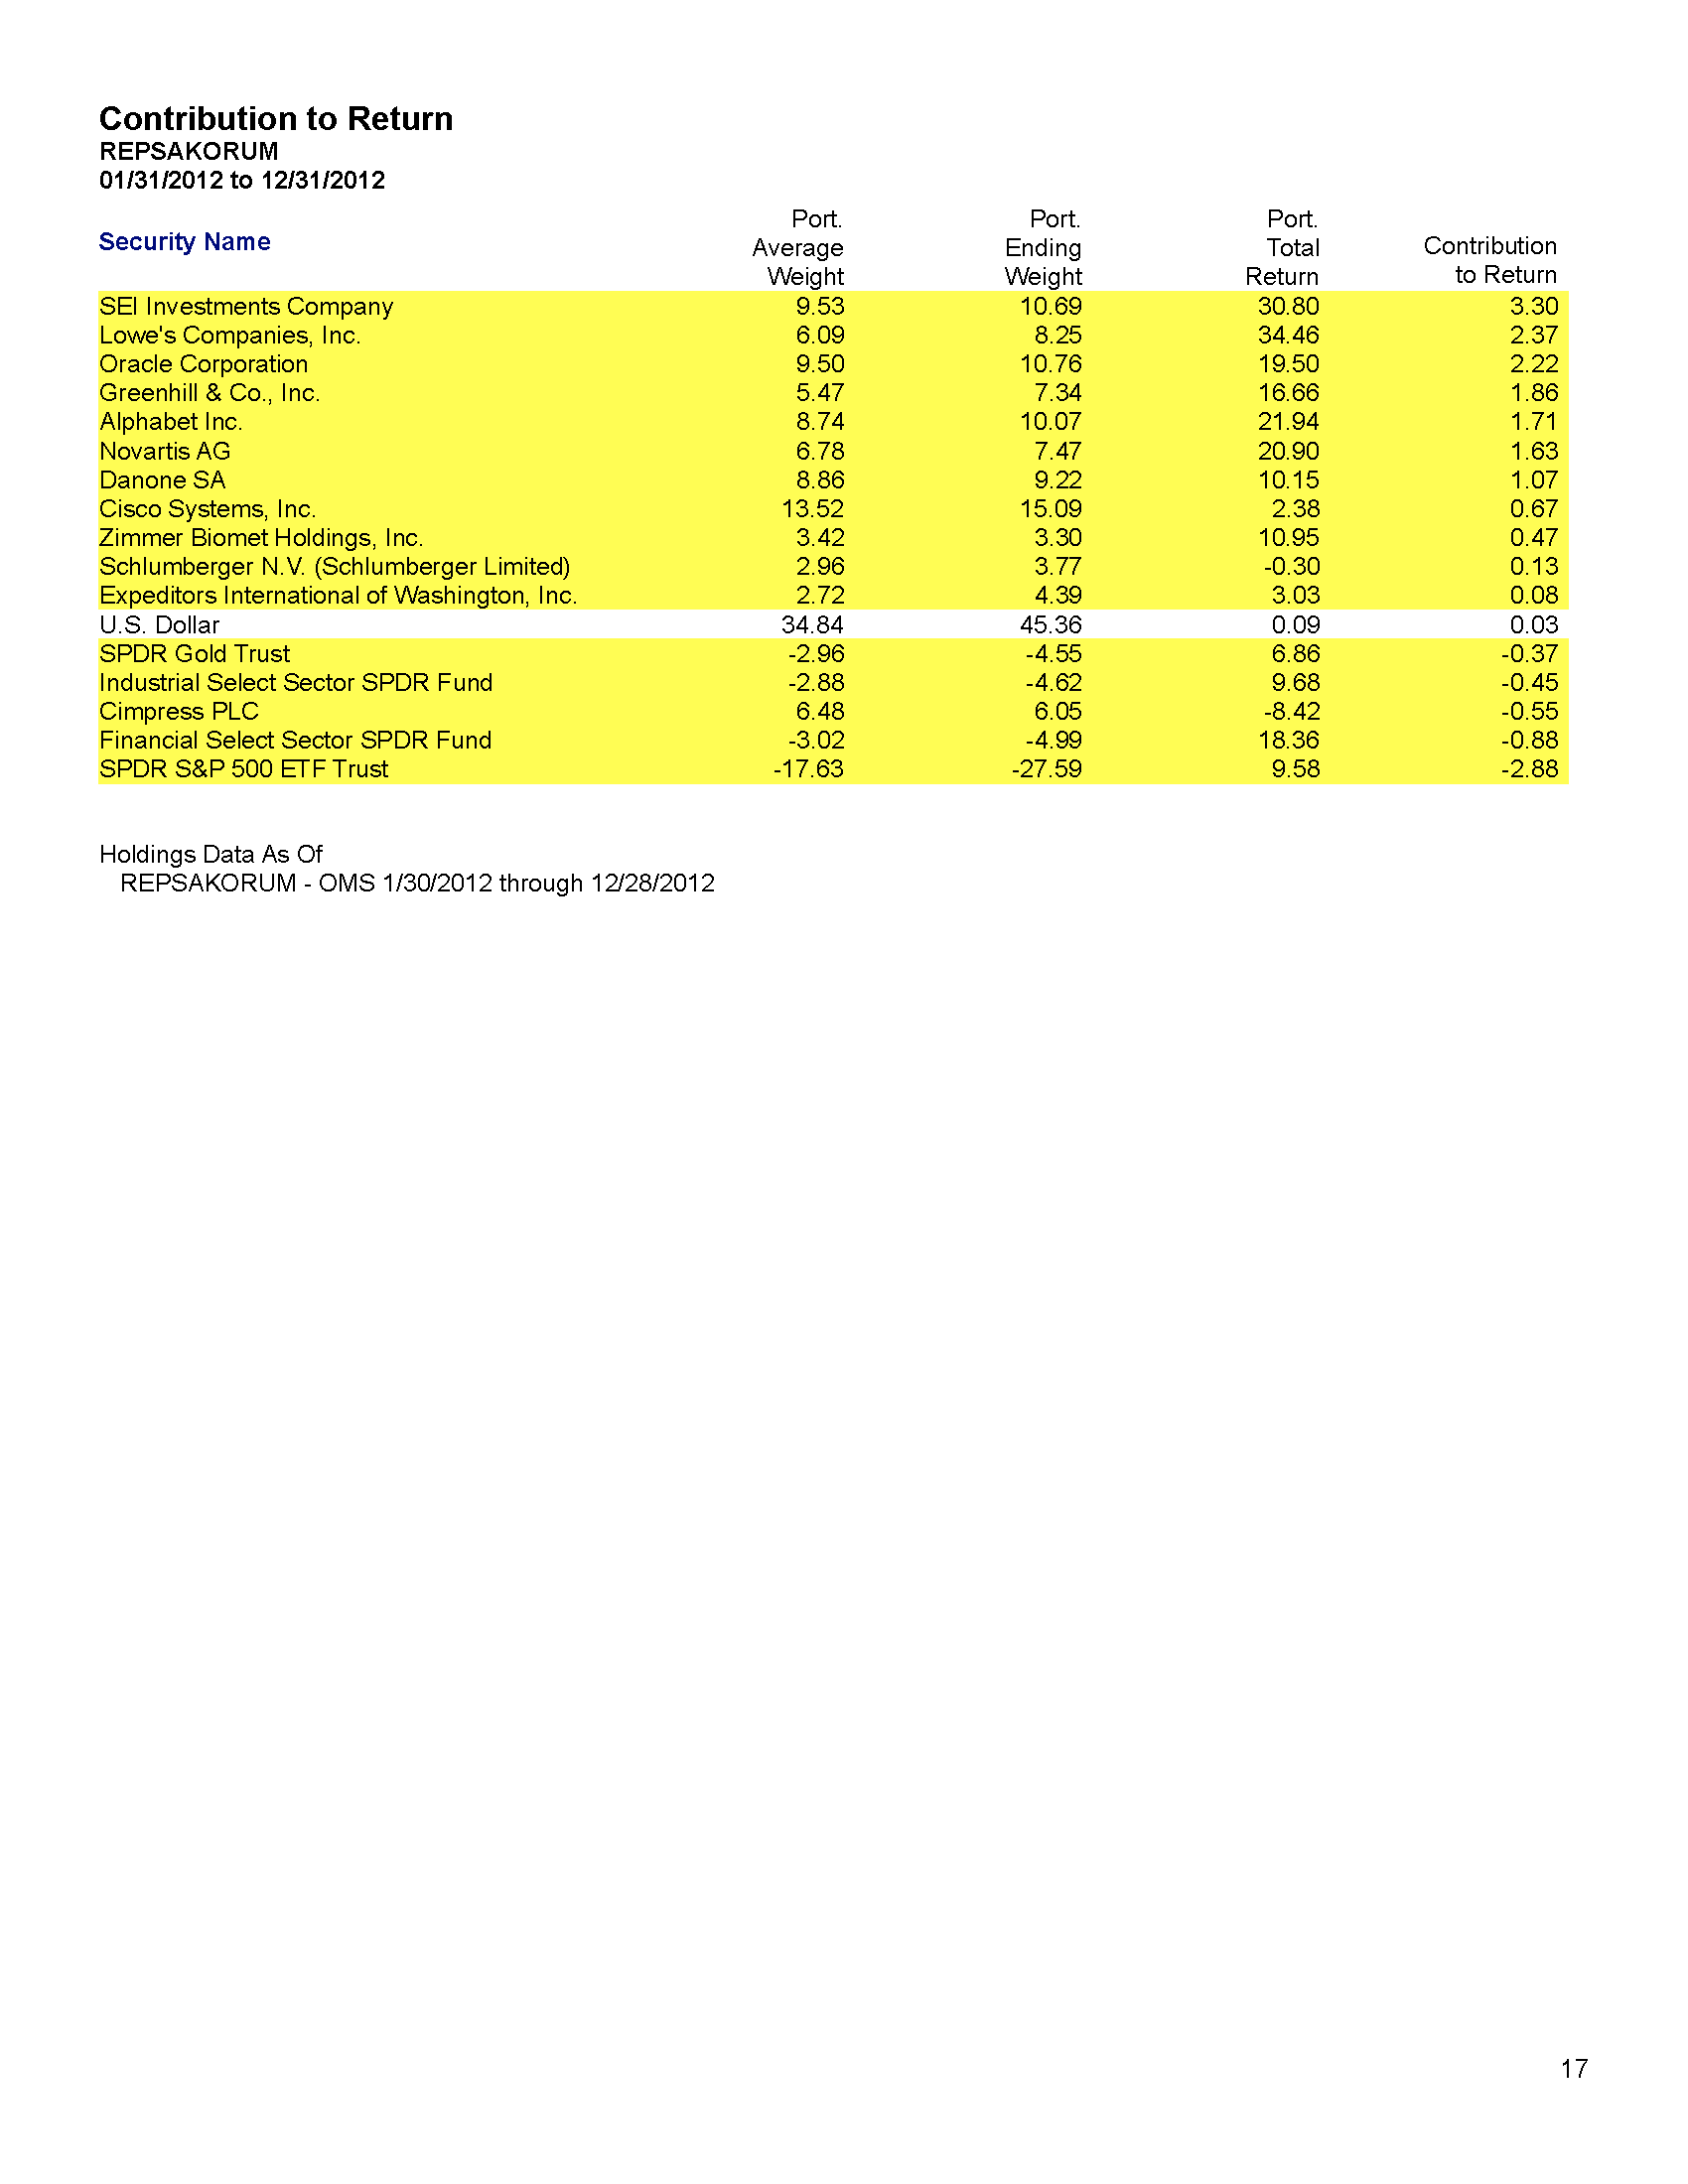 Contribution to Return
REPSAKORUM
01/31/2012 to 12/31/2012
Security Name Port. Average Weight Port. Ending Weight Port. Total Return Contribution to Return
SEI Investments Company 9.53 10.69 30.80 3.30
Lowe's Companies, Inc. 6.09 8.25 34.46 2.37
Oracle Corporation 9.50 10.76 19.50 2.22
Greenhill & Co., Inc. 5.47 7.34 16.66 1.86
Alphabet Inc. 8.74 10.07 21.94 1.71
Novartis AG 6.78 7.47 20.90 1.63
Danone SA 8.86 9.22 10.15 1.07
Cisco Systems, Inc. 13.52 15.09 2.38 0.67
Zimmer Biomet Holdings, Inc. 3.42 3.30 10.95 0.47
Schlumberger N.V. (Schlumberger Limited) 2.96 3.77 -0.30 0.13
Expeditors International of Washington, Inc. 2.72 4.39 3.03 0.08
U.S. Dollar 34.84 45.36 0.09 0.03
SPDR Gold Trust -2.96 -4.55 6.86 -0.37
Industrial Select Sector SPDR Fund -2.88 -4.62 9.68 -0.45
Cimpress PLC 6.48 6.05 -8.42 -0.55
Financial Select Sector SPDR Fund -3.02 -4.99 18.36 -0.88
SPDR S&P 500 ETF Trust -17.63 -27.59 9.58 -2.88
Holdings Data As Of
REPSAKORUM - OMS 1/30/2012 through 12/28/2012
17